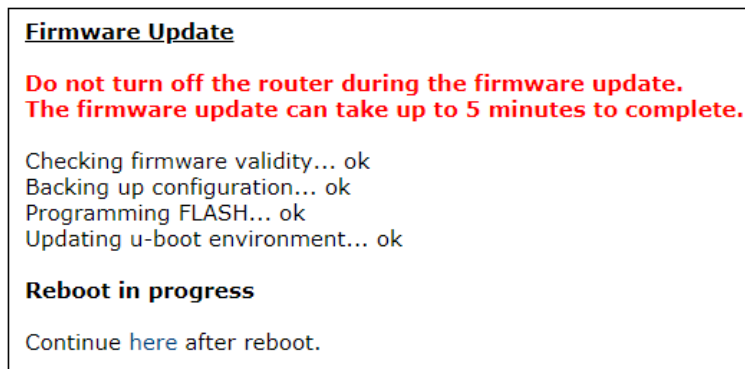 Firmware Update
Do not turn off the router during the firmware update.
The firmware update can take up to 5 minutes to complete.
Checking firmware validity... ok
Backing up configuration... ok
Programming FLASH... ok
Updating u-boot environment... ok
Reboot in progress
Continue here after reboot.